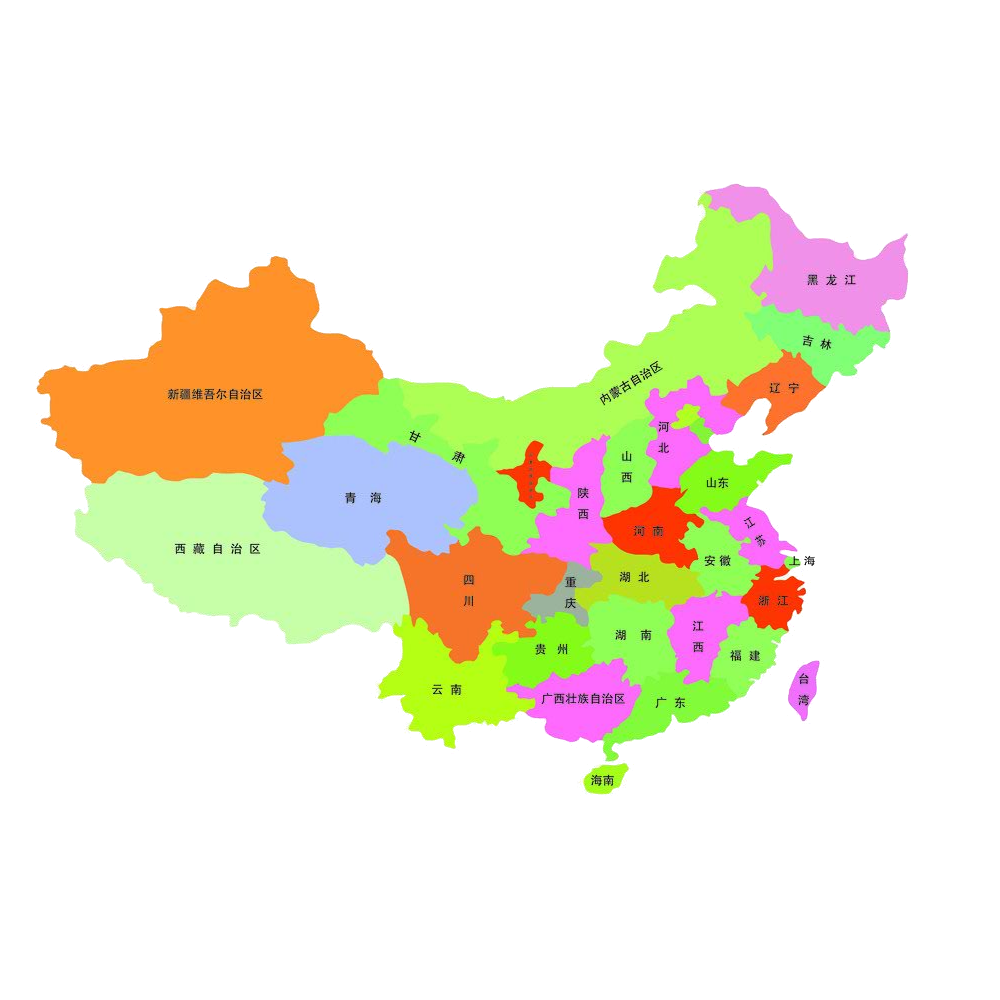 黑龙江
吉林
辽宁
内蒙古自治区
新疆维吾尔自治区
甘肃
河北
山西
山东
青海
陕西
河南
江苏
西藏自治区
安徽
上海
四川
重庆
湖北
浙江
湖南
江西
贵州
福建
云南
广西壮族自治区
广东
台湾
海南